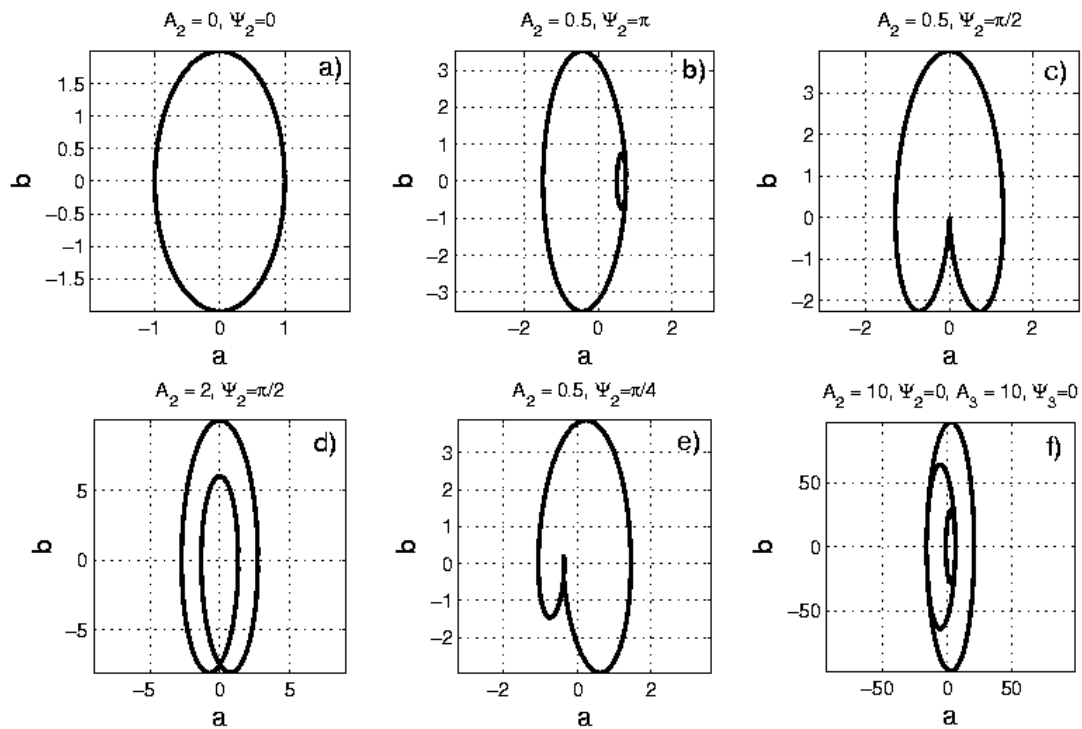 A₂ = 0, Ψ₂=0
a)
1.5
1
0.5
0
−0.5
−1
−1.5
b
−1 0 1
a
A₂ = 0.5, Ψ₂=π
b)
3
2
1
0
−1
−2
−3
b
−2 0 2
a
A₂ = 0.5, Ψ₂=π/2
c)
3
2
1
0
−1
−2
b
−2 0 2
a
A₂ = 2, Ψ₂=π/2
d)
5
0
−5
b
−5 0 5
a
A₂ = 0.5, Ψ₂=π/4
e)
3
2
1
0
−1
−2
b
−2 0 2
a
A₂ = 10, Ψ₂=0, A₃ = 10, Ψ₃=0
f)
50
0
−50
b
−50 0 50
a